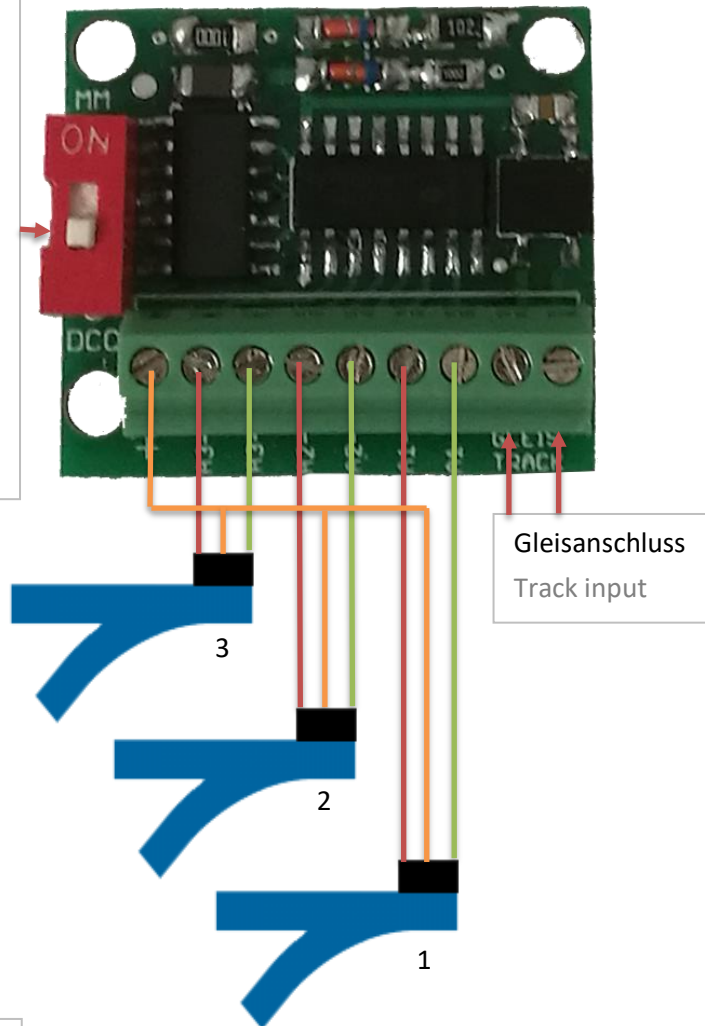 102
MM
ON
DCC
GLEIS
TRACK
Gleisanschluss
Track input
3
2
1